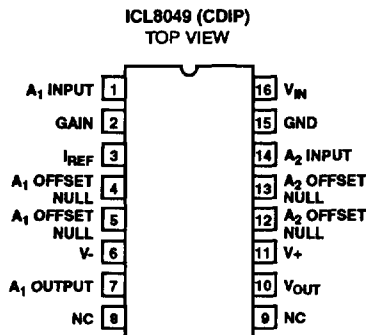 ICL8049 (CDIP)
TOP VIEW
A1 INPUT 1
GAIN 2
IREF 3
A1 OFFSET NULL 4
A1 OFFSET NULL 5
V- 6
A1 OUTPUT 7
NC 8
16 VIN
15 GND
14 A2 INPUT
13 A2 OFFSET NULL
12 A2 OFFSET NULL
11 V+
10 VOUT
9 NC